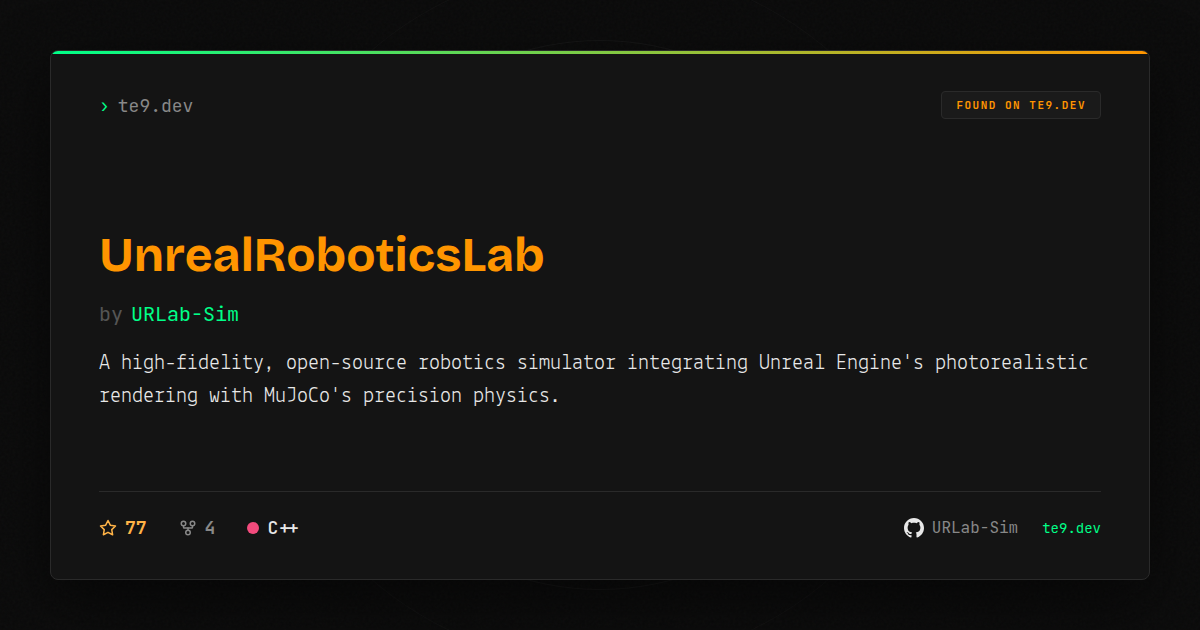 › te9.dev
FOUND ON TE9.DEV
UnrealRoboticsLab
by URLab-Sim
A high-fidelity, open-source robotics simulator integrating Unreal Engine's photorealistic
rendering with MuJoCo's precision physics.
77 4 C++
URLab-Sim te9.dev